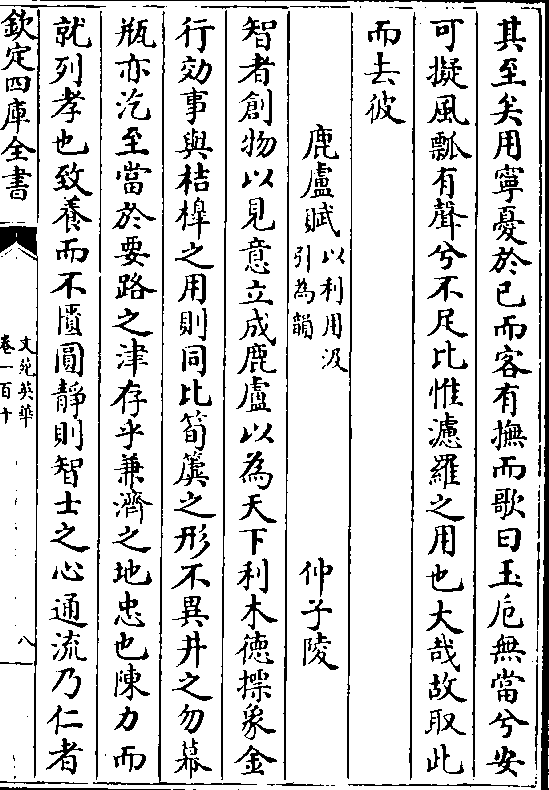 其至矣用寧憂於已而客有撫而歌曰玉巵無當兮安
可擬風瓢有聲兮不足比惟濾羅之用也大哉故取此
而去彼
鹿盧賦以利用汲引為韻 仲子陵
智者創物以見意立成鹿盧以為天下利木德操象金
行効事與桔橰之用則同比筍簴之形不異井之勿幕
瓶亦汔至當於要路之津存乎兼濟之地忠也陳力而
就列孝也致養而不匱圓靜則智士之心通流乃仁者
欽定四庫全書
文苑英華
卷一百十
八